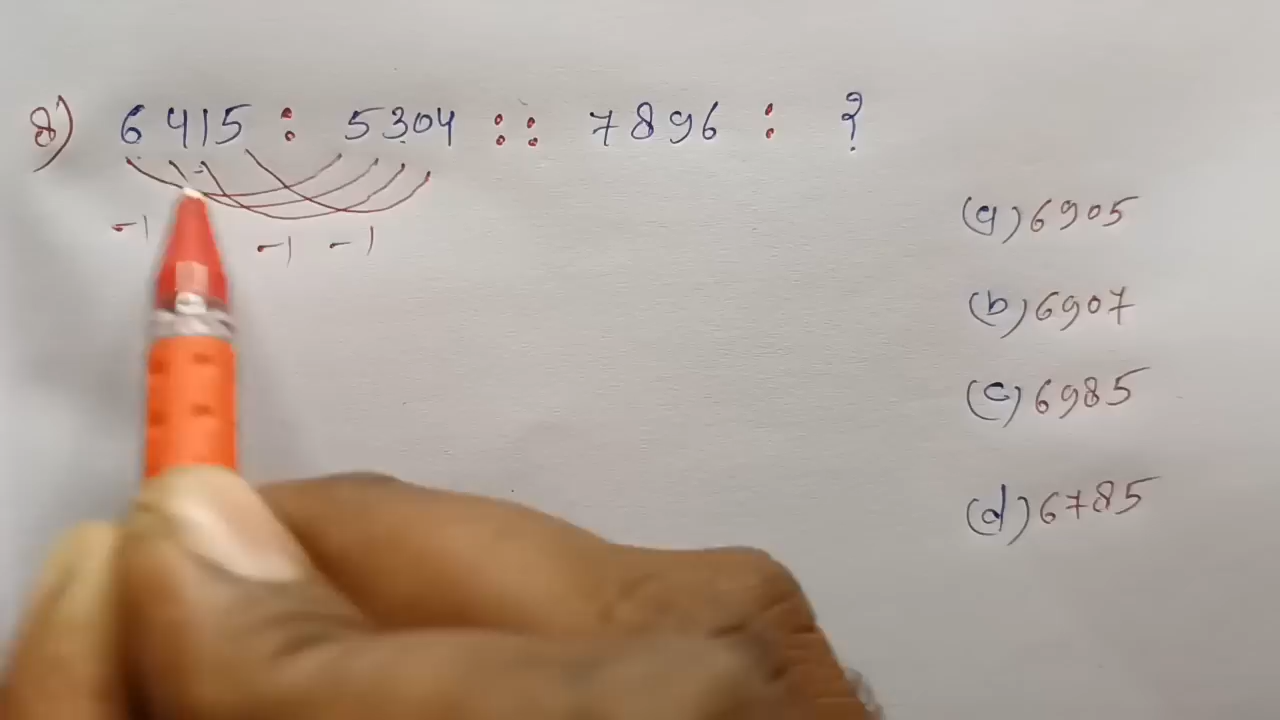 8) 6415 : 5304 :: 7896 : ?
-1 -1 -1
(a) 6905
(b) 6907
(c) 6985
(d) 6785